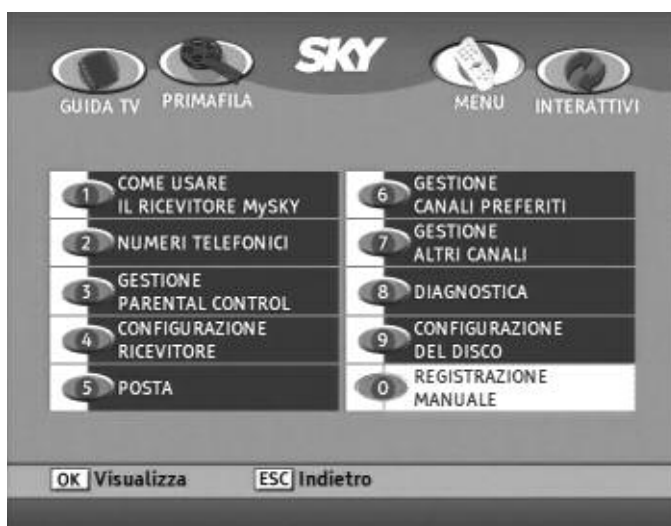 SKY
GUIDA TV
PRIMAFILA
MENU
INTERATTIVI
1 COME USARE
IL RICEVITORE MySKY
2 NUMERI TELEFONICI
3 GESTIONE
PARENTAL CONTROL
4 CONFIGURAZIONE
RICEVITORE
5 POSTA
6 GESTIONE
CANALI PREFERITI
7 GESTIONE
ALTRI CANALI
8 DIAGNOSTICA
9 CONFIGURAZIONE
DEL DISCO
0 REGISTRAZIONE
MANUALE
OK Visualizza ESC Indietro